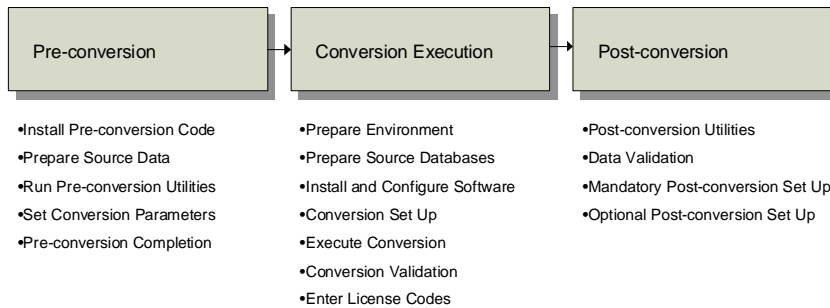 Pre-conversion
Conversion Execution
Post-conversion
•Install Pre-conversion Code
•Prepare Source Data
•Run Pre-conversion Utilities
•Set Conversion Parameters
•Pre-conversion Completion
•Prepare Environment
•Prepare Source Databases
•Install and Configure Software
•Conversion Set Up
•Execute Conversion
•Conversion Validation
•Enter License Codes
•Post-conversion Utilities
•Data Validation
•Mandatory Post-conversion Set Up
•Optional Post-conversion Set Up